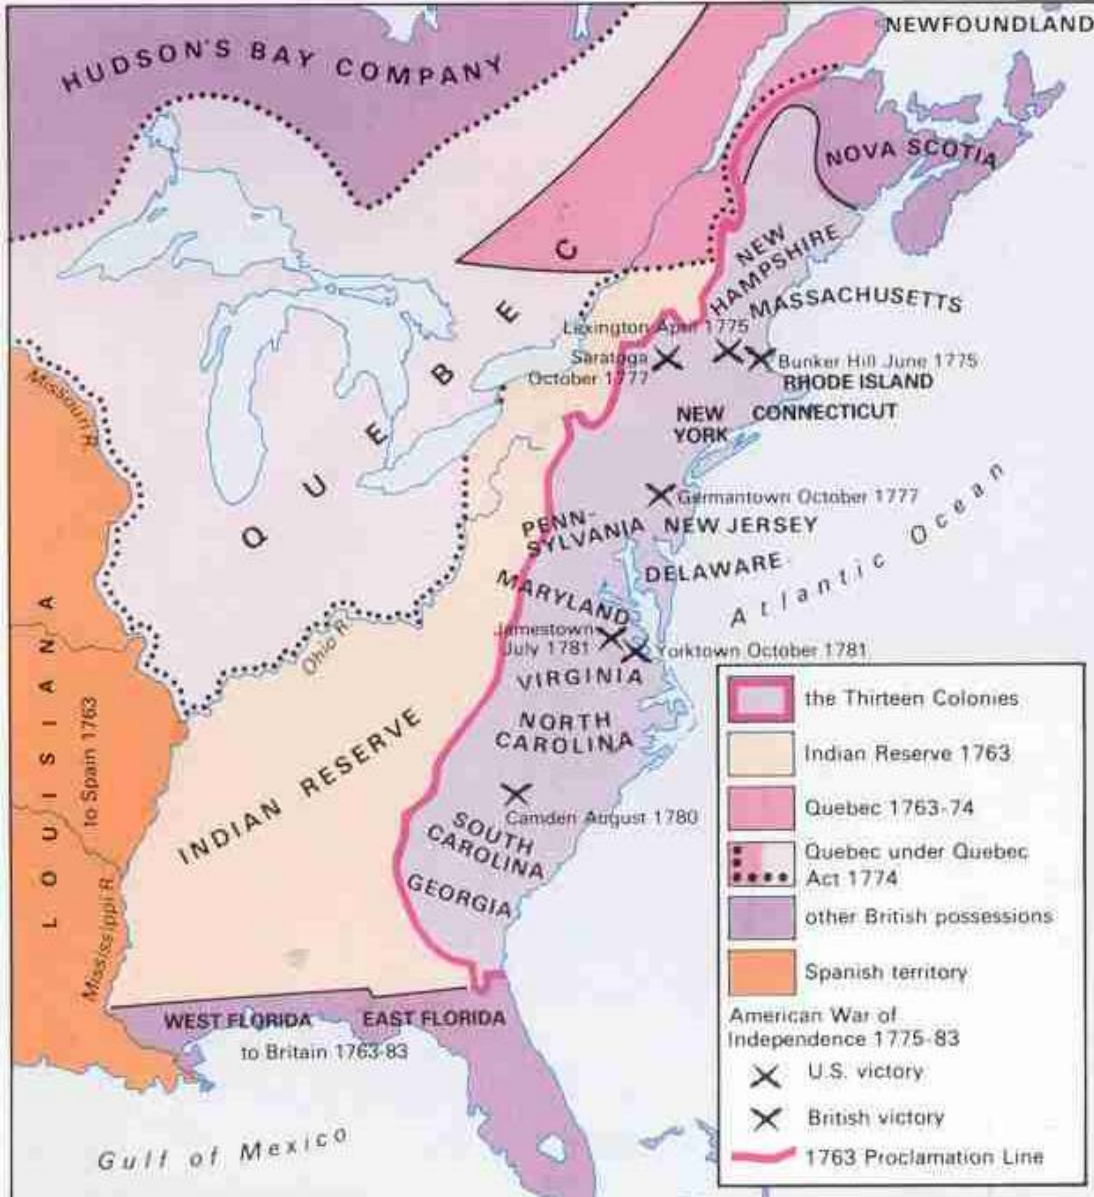 NEWFOUNDLAND
HUDSON'S BAY COMPANY
NOVA SCOTIA
QUEBEC
NEW
HAMPSHIRE
MASSACHUSETTS
Lexington April 1775
Saratoga
October 1777
Bunker Hill June 1775
RHODE ISLAND
NEW
YORK
CONNECTICUT
Missouri R.
Germantown October 1777
PENN-
SYLVANIA
NEW JERSEY
DELAWARE
MARYLAND
Atlantic Ocean
Jamestown
July 1781
Yorktown October 1781
Ohio R.
VIRGINIA
NORTH
CAROLINA
LOUISIANA
to Spain 1763
INDIAN RESERVE
Camden August 1780
SOUTH
CAROLINA
GEORGIA
Mississippi R.
WEST FLORIDA
EAST FLORIDA
to Britain 1763-83
Gulf of Mexico
the Thirteen Colonies
Indian Reserve 1763
Quebec 1763-74
Quebec under Quebec
Act 1774
other British possessions
Spanish territory
American War of
Independence 1775-83
U.S. victory
British victory
1763 Proclamation Line